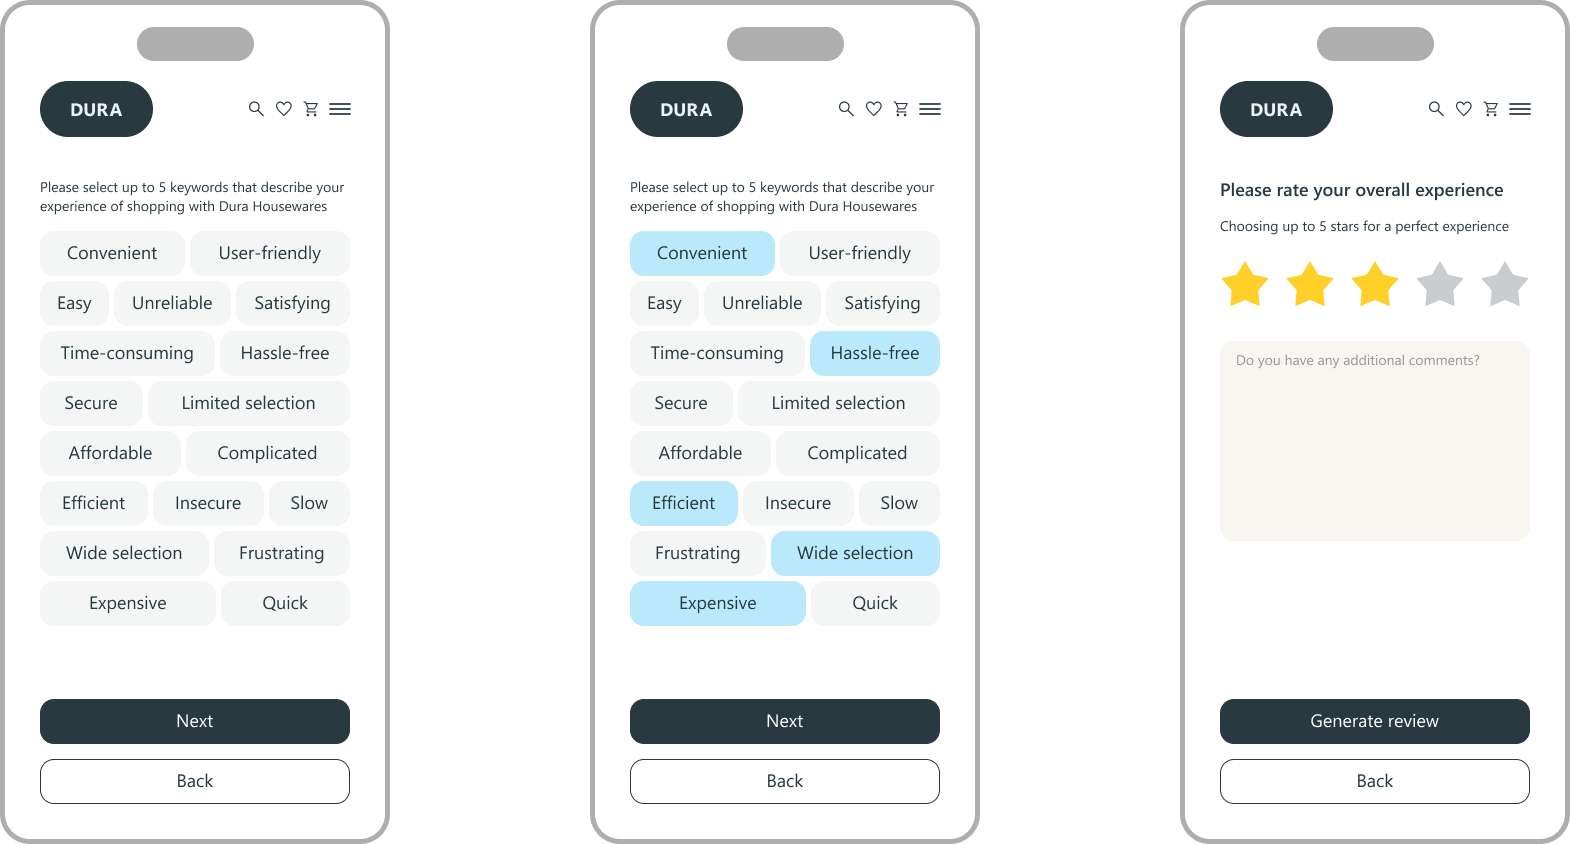 DURA
Please select up to 5 keywords that describe your
experience of shopping with Dura Housewares
Convenient
User-friendly
Easy
Unreliable
Satisfying
Time-consuming
Hassle-free
Secure
Limited selection
Affordable
Complicated
Efficient
Insecure
Slow
Wide selection
Frustrating
Expensive
Quick
Next
Back
DURA
Please select up to 5 keywords that describe your
experience of shopping with Dura Housewares
Convenient
User-friendly
Easy
Unreliable
Satisfying
Time-consuming
Hassle-free
Secure
Limited selection
Affordable
Complicated
Efficient
Insecure
Slow
Frustrating
Wide selection
Expensive
Quick
Next
Back
DURA
Please rate your overall experience
Choosing up to 5 stars for a perfect experience
Do you have any additional comments?
Generate review
Back